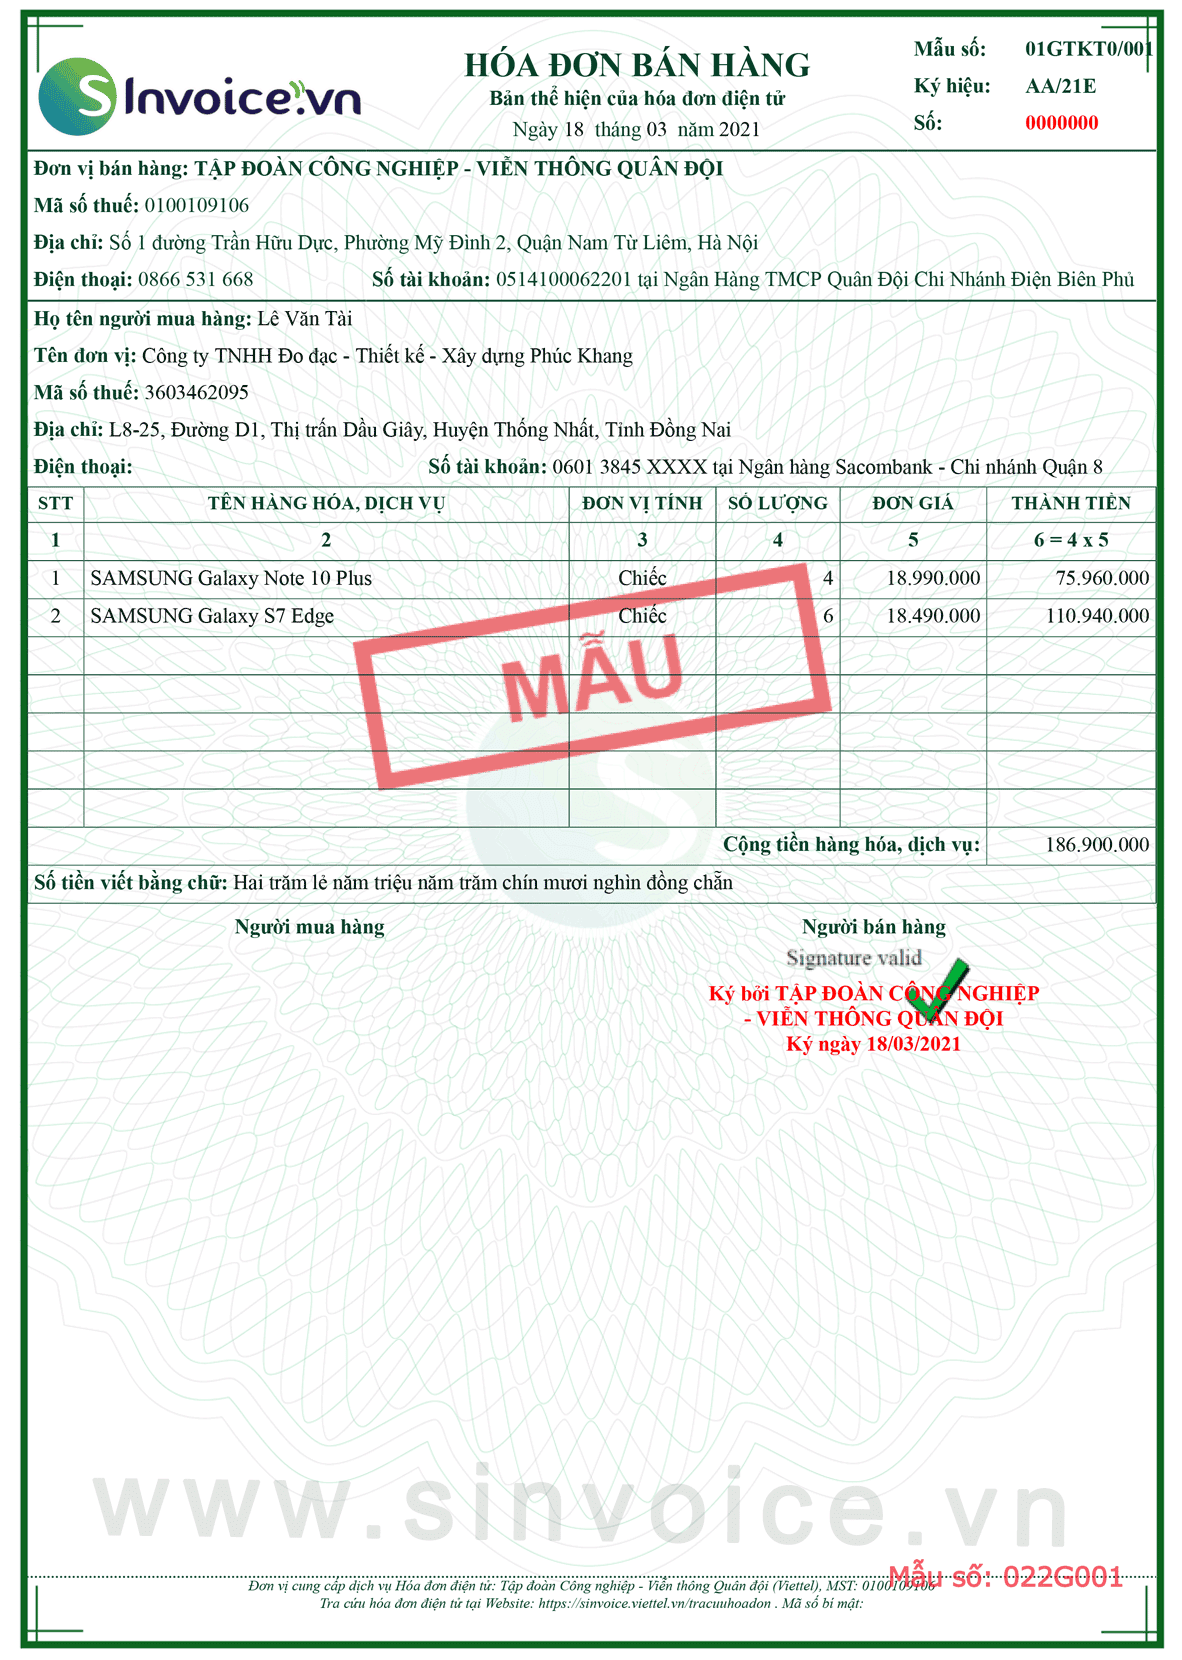 S Invoice.vn
HÓA ĐƠN BÁN HÀNG
Bản thể hiện của hóa đơn điện tử
Ngày 18 tháng 03 năm 2021
Mẫu số: 01GTKT0/001
Ký hiệu: AA/21E
Số: 0000000
Đơn vị bán hàng: TẬP ĐOÀN CÔNG NGHIỆP - VIỄN THÔNG QUÂN ĐỘI
Mã số thuế: 0100109106
Địa chỉ: Số 1 đường Trần Hữu Dực, Phường Mỹ Đình 2, Quận Nam Từ Liêm, Hà Nội
Điện thoại: 0866 531 668 Số tài khoản: 0514100062201 tại Ngân Hàng TMCP Quân Đội Chi Nhánh Điện Biên Phủ
Họ tên người mua hàng: Lê Văn Tài
Tên đơn vị: Công ty TNHH Đo đạc - Thiết kế - Xây dựng Phúc Khang
Mã số thuế: 3603462095
Địa chỉ: L8-25, Đường D1, Thị trấn Dầu Giây, Huyện Thống Nhất, Tỉnh Đồng Nai
Điện thoại: Số tài khoản: 0601 3845 XXXX tại Ngân hàng Sacombank - Chi nhánh Quận 8
STT TÊN HÀNG HÓA, DỊCH VỤ ĐƠN VỊ TÍNH SỐ LƯỢNG ĐƠN GIÁ THÀNH TIỀN
1 2 3 4 5 6 = 4 x 5
1 SAMSUNG Galaxy Note 10 Plus Chiếc 4 18.990.000 75.960.000
2 SAMSUNG Galaxy S7 Edge Chiếc 6 18.490.000 110.940.000
MẪU
Cộng tiền hàng hóa, dịch vụ: 186.900.000
Số tiền viết bằng chữ: Hai trăm lẻ năm triệu năm trăm chín mươi nghìn đồng chẵn
Người mua hàng Người bán hàng
Signature valid
Ký bởi TẬP ĐOÀN CÔNG NGHIỆP
- VIỄN THÔNG QUÂN ĐỘI
Ký ngày 18/03/2021
www.sinvoice.vn
Mẫu số: 022G001
Đơn vị cung cấp dịch vụ Hóa đơn điện tử: Tập đoàn Công nghiệp - Viễn thông Quân đội (Viettel), MST: 0100109106
Tra cứu hóa đơn điện tử tại Website: https://sinvoice.viettel.vn/tracuuhoadon . Mã số bí mật: